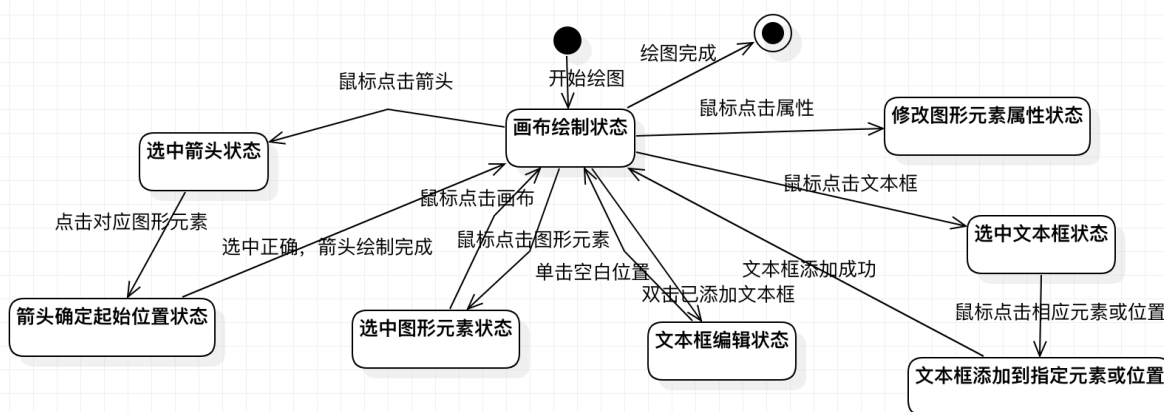 绘图完成
开始绘图
鼠标点击箭头
鼠标点击属性
画布绘制状态
修改图形元素属性状态
选中箭头状态
鼠标点击文本框
鼠标点击画布
点击对应图形元素
选中正确，箭头绘制完成
鼠标点击图形元素
选中文本框状态
单击空白位置
文本框添加成功
双击已添加文本框
鼠标点击相应元素或位置
箭头确定起始位置状态
选中图形元素状态
文本框编辑状态
文本框添加到指定元素或位置